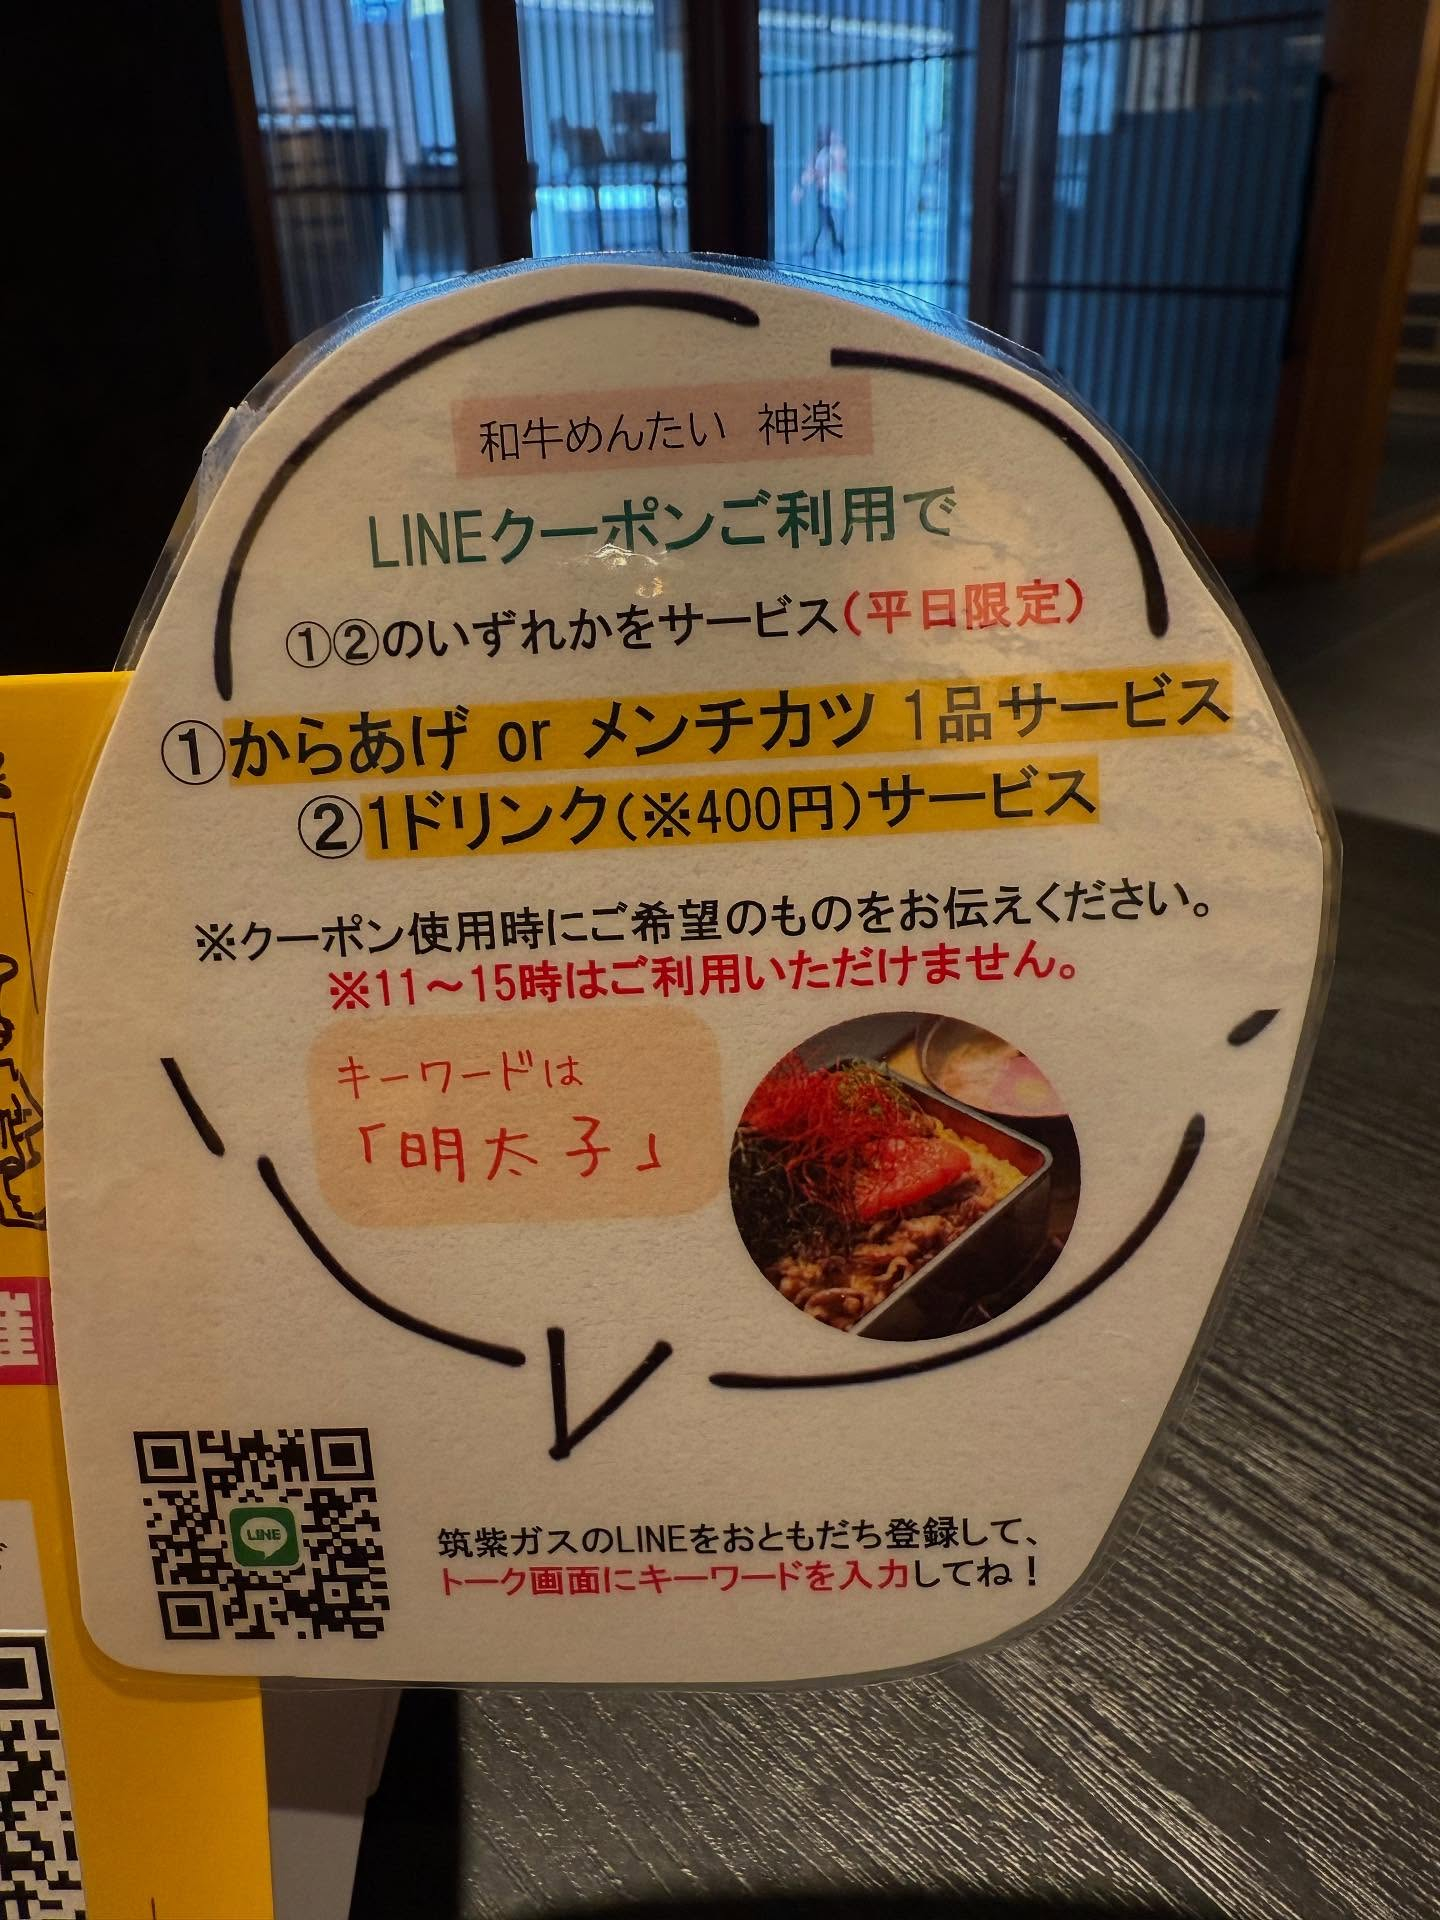 和牛めんたい 神楽
LINEクーポンご利用で
①②のいずれかをサービス(平日限定)
①からあげ or メンチカツ 1品サービス
②1ドリンク(※400円)サービス
※クーポン使用時にご希望のものをお伝えください。
※11~15時はご利用いただけません。
キーワードは
「明太子」
LINE
筑紫ガスのLINEをおともだち登録して、
トーク画面にキーワードを入力してね!
催